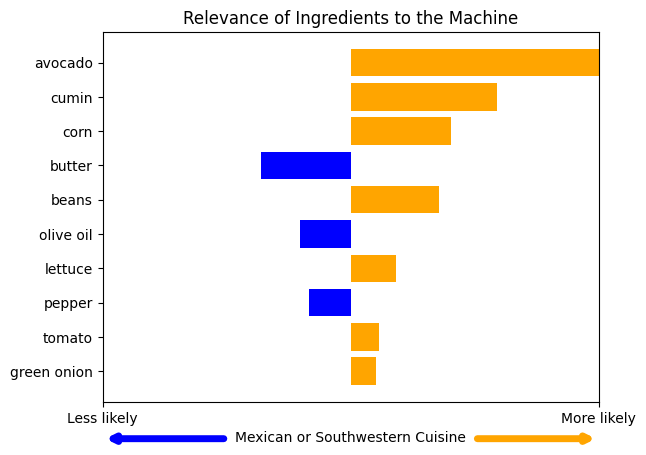 Relevance of Ingredients to the Machine
avocado
cumin
corn
butter
beans
olive oil
lettuce
pepper
tomato
green onion
Less likely
More likely
Mexican or Southwestern Cuisine